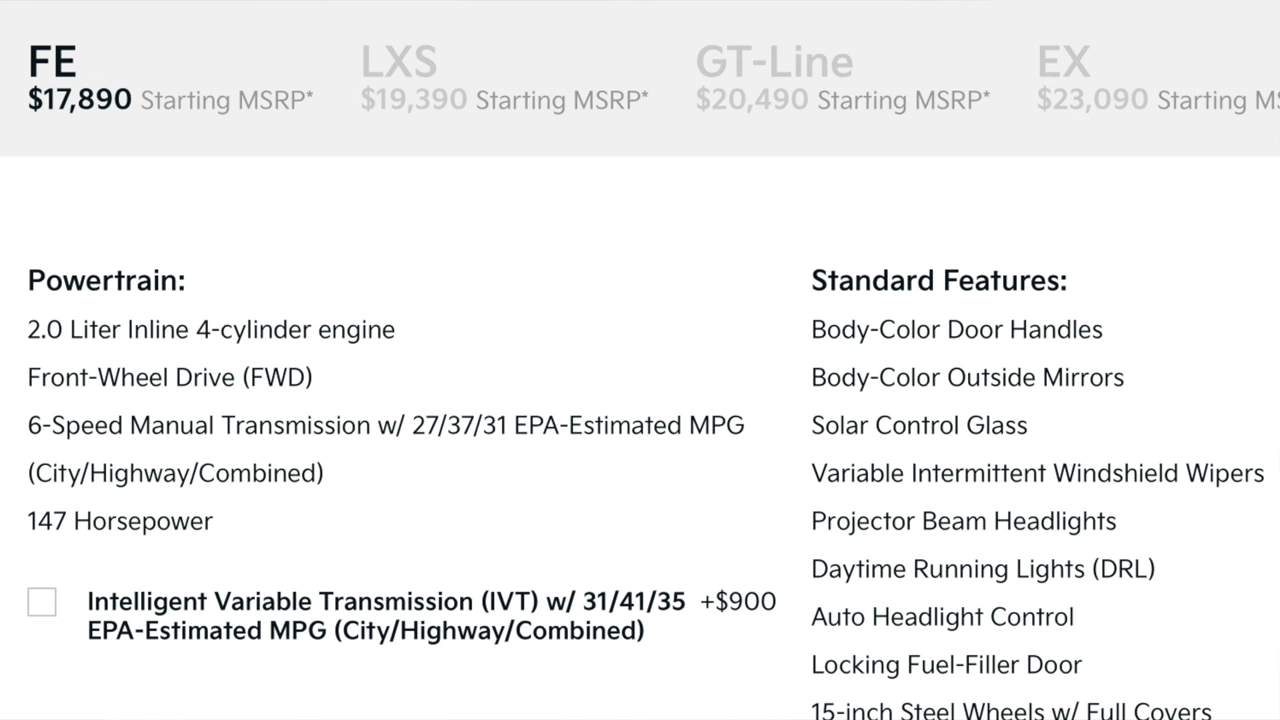 FE
$17,890 Starting MSRP*
LXS
$19,390 Starting MSRP*
GT-Line
$20,490 Starting MSRP*
EX
$23,090 Starting
Powertrain:
2.0 Liter Inline 4-cylinder engine
Front-Wheel Drive (FWD)
6-Speed Manual Transmission w/ 27/37/31 EPA-Estimated MPG
(City/Highway/Combined)
147 Horsepower
Intelligent Variable Transmission (IVT) w/ 31/41/35 +$900
EPA-Estimated MPG (City/Highway/Combined)
Standard Features:
Body-Color Door Handles
Body-Color Outside Mirrors
Solar Control Glass
Variable Intermittent Windshield Wipers
Projector Beam Headlights
Daytime Running Lights (DRL)
Auto Headlight Control
Locking Fuel-Filler Door
15-inch Steel Wheels w/ Full Covers